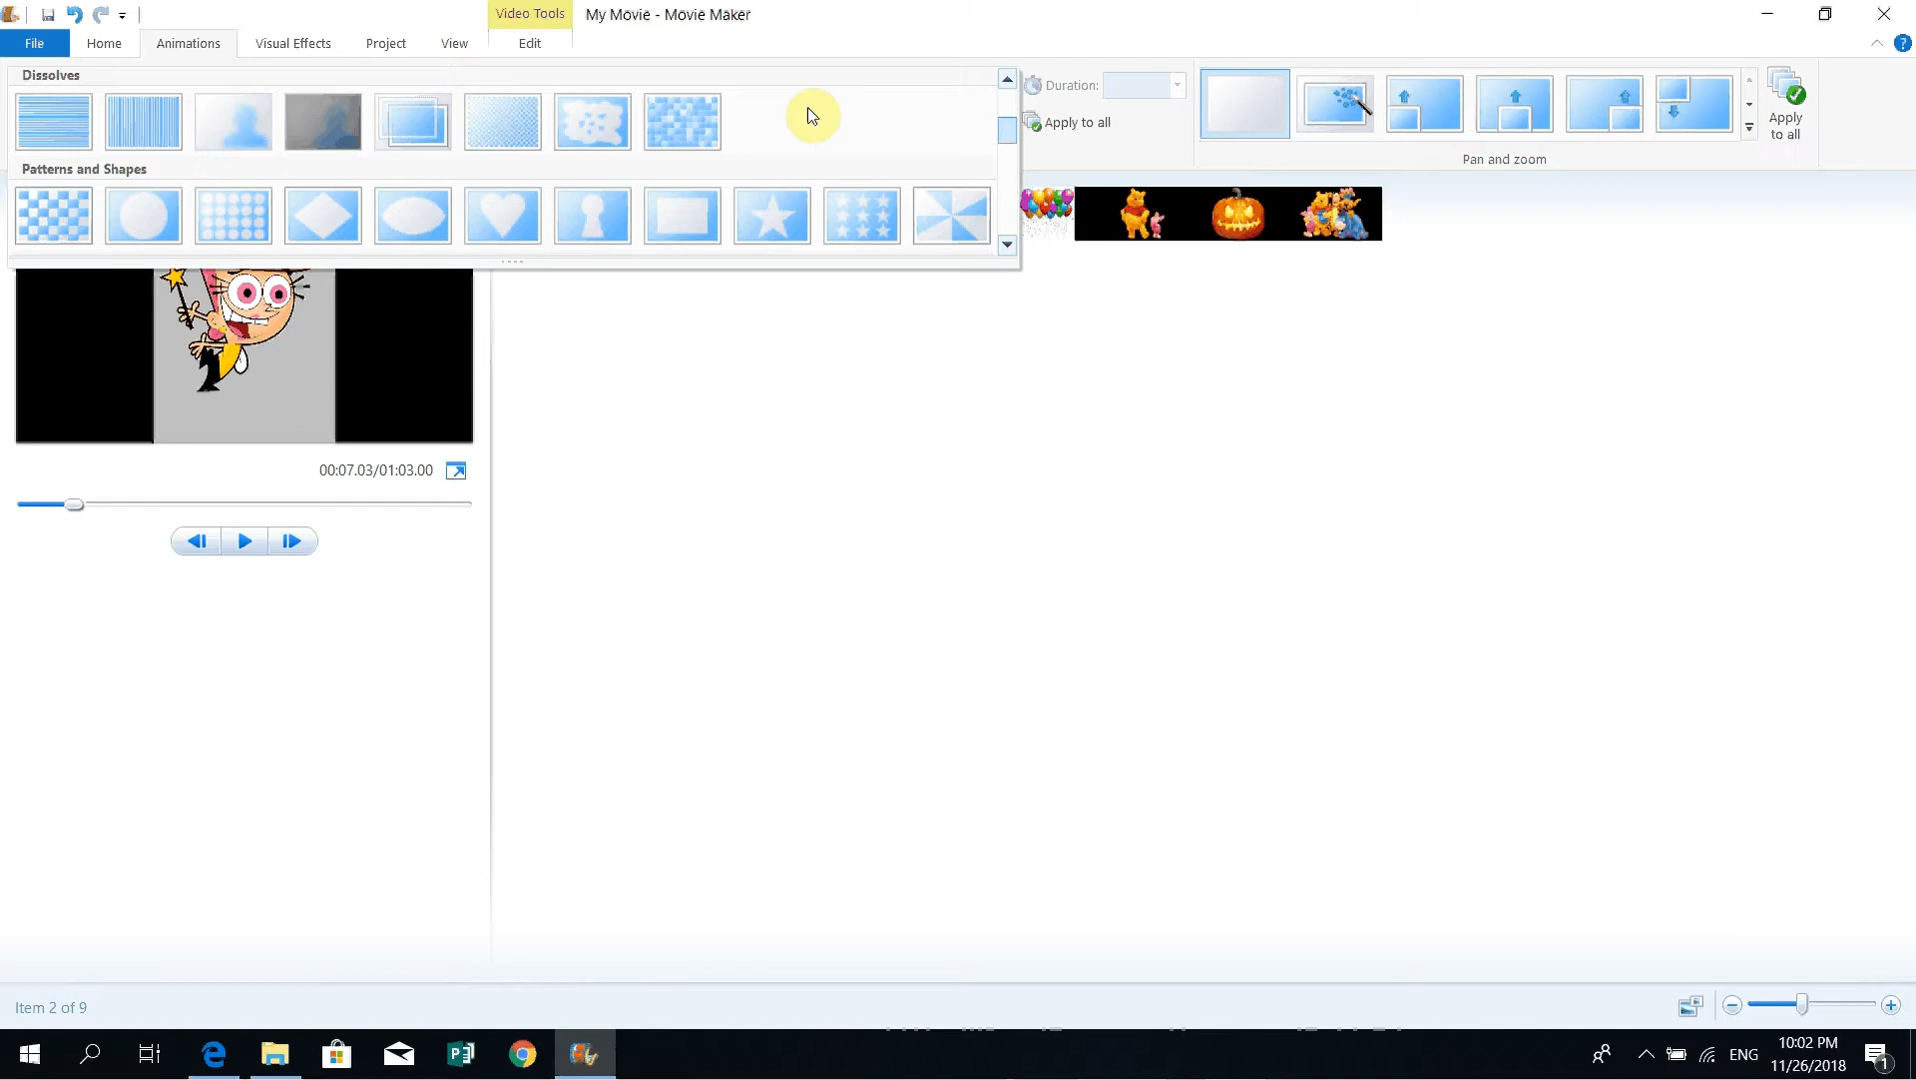 Video Tools
My Movie - Movie Maker
File
Home
Animations
Visual Effects
Project
View
Edit
Dissolves
Patterns and Shapes
Duration:
Apply to all
Apply
to all
Pan and zoom
00:07.03/01:03.00
Item 2 of 9
ENG
10:02 PM
11/26/2018
1